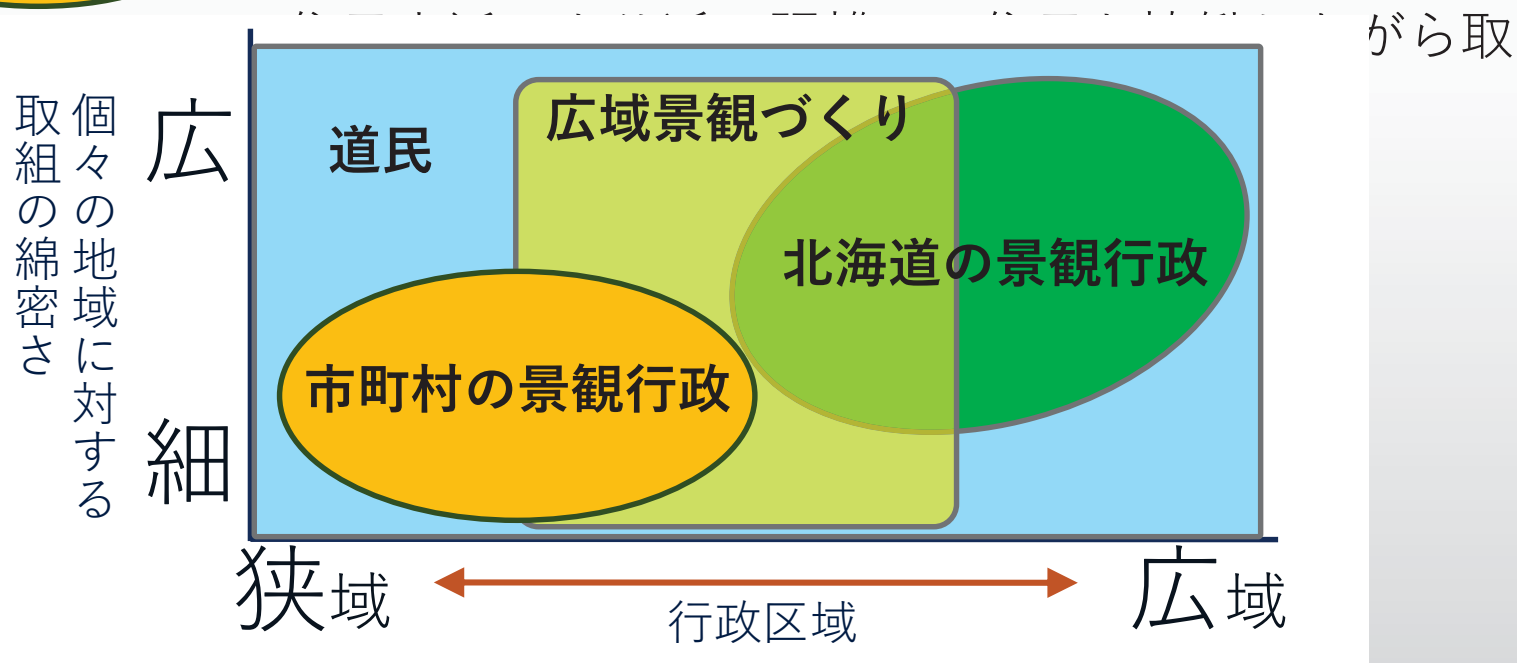 がら取
個々の地域に対する
取組の綿密さ
広
細
道民
広域景観づくり
北海道の景観行政
市町村の景観行政
狭域
行政区域
広域